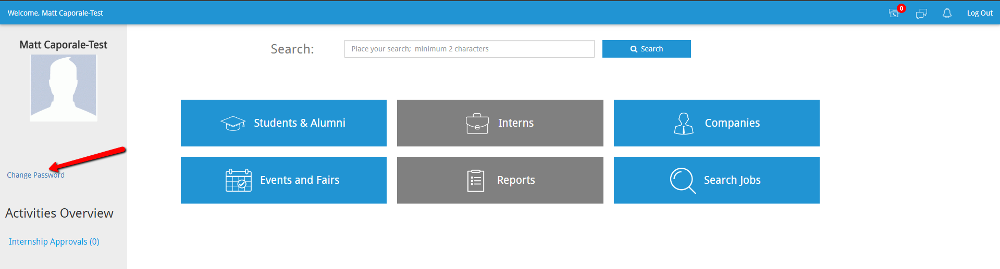 Welcome, Matt Caporale-Test
0
Log Out
Matt Caporale-Test
Search:
Place your search;  minimum 2 characters
Search
Students & Alumni
Interns
Companies
Events and Fairs
Reports
Search Jobs
Change Password
Activities Overview
Internship Approvals (0)